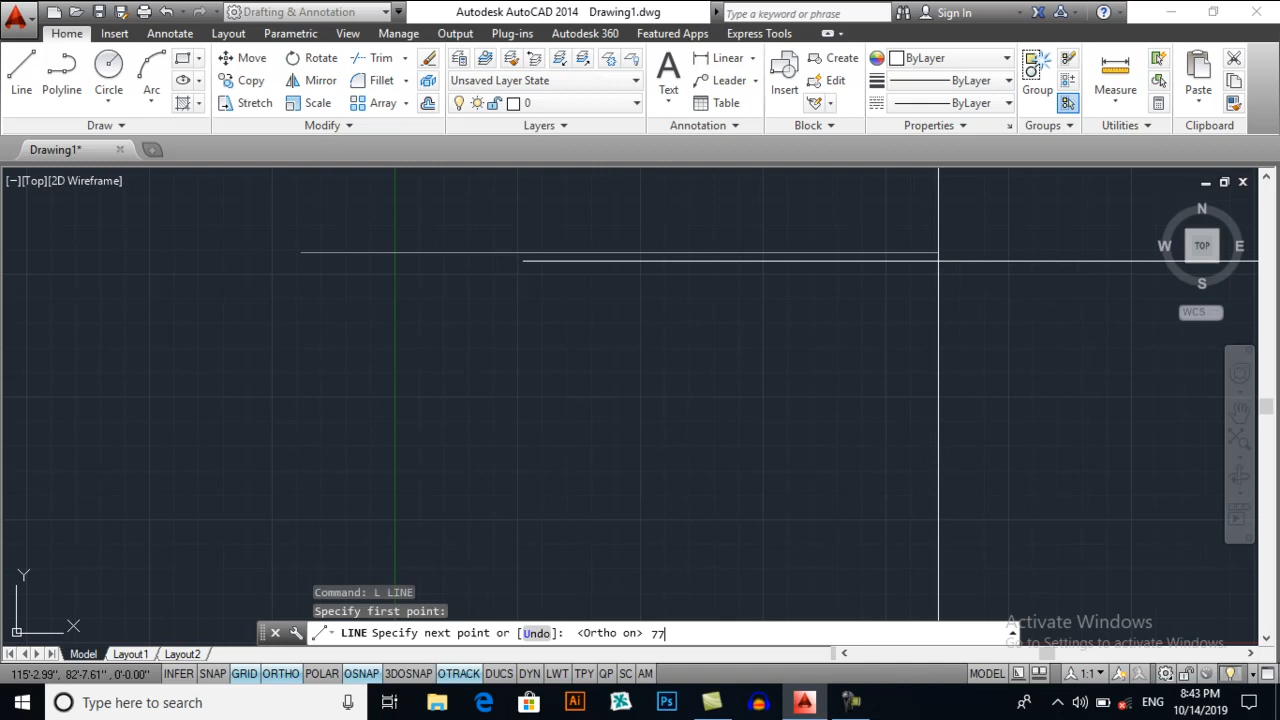 Drafting & Annotation
Autodesk AutoCAD 2014 Drawing1.dwg
Type a keyword or phrase
Sign In
Home Insert Annotate Layout Parametric View Manage Output Plug-ins Autodesk 360 Featured Apps Express Tools
Line Polyline Circle Arc
Move Rotate Trim
Copy Mirror Fillet
Stretch Scale Array
Unsaved Layer State
0
Text
Linear
Leader
Table
Insert
Create
Edit
ByLayer
ByLayer
ByLayer
Group
Measure
Paste
Draw Modify Layers Annotation Block Properties Groups Utilities Clipboard
Drawing1*
[−][Top][2D Wireframe]
N
W TOP E
S
WCS
Y
X
Command: L LINE
Specify first point:
LINE Specify next point or [Undo]: <Ortho on> 77
Activate Windows
Go to Settings to activate Windows.
Model Layout1 Layout2
115'-2.99", 82'-7.61" , 0'-0.00" INFER SNAP GRID ORTHO POLAR OSNAP 3DOSNAP OTRACK DUCS DYN LWT TPY QP SC AM MODEL 1:1
Type here to search
Ai
Ps
ENG
8:43 PM
10/14/2019